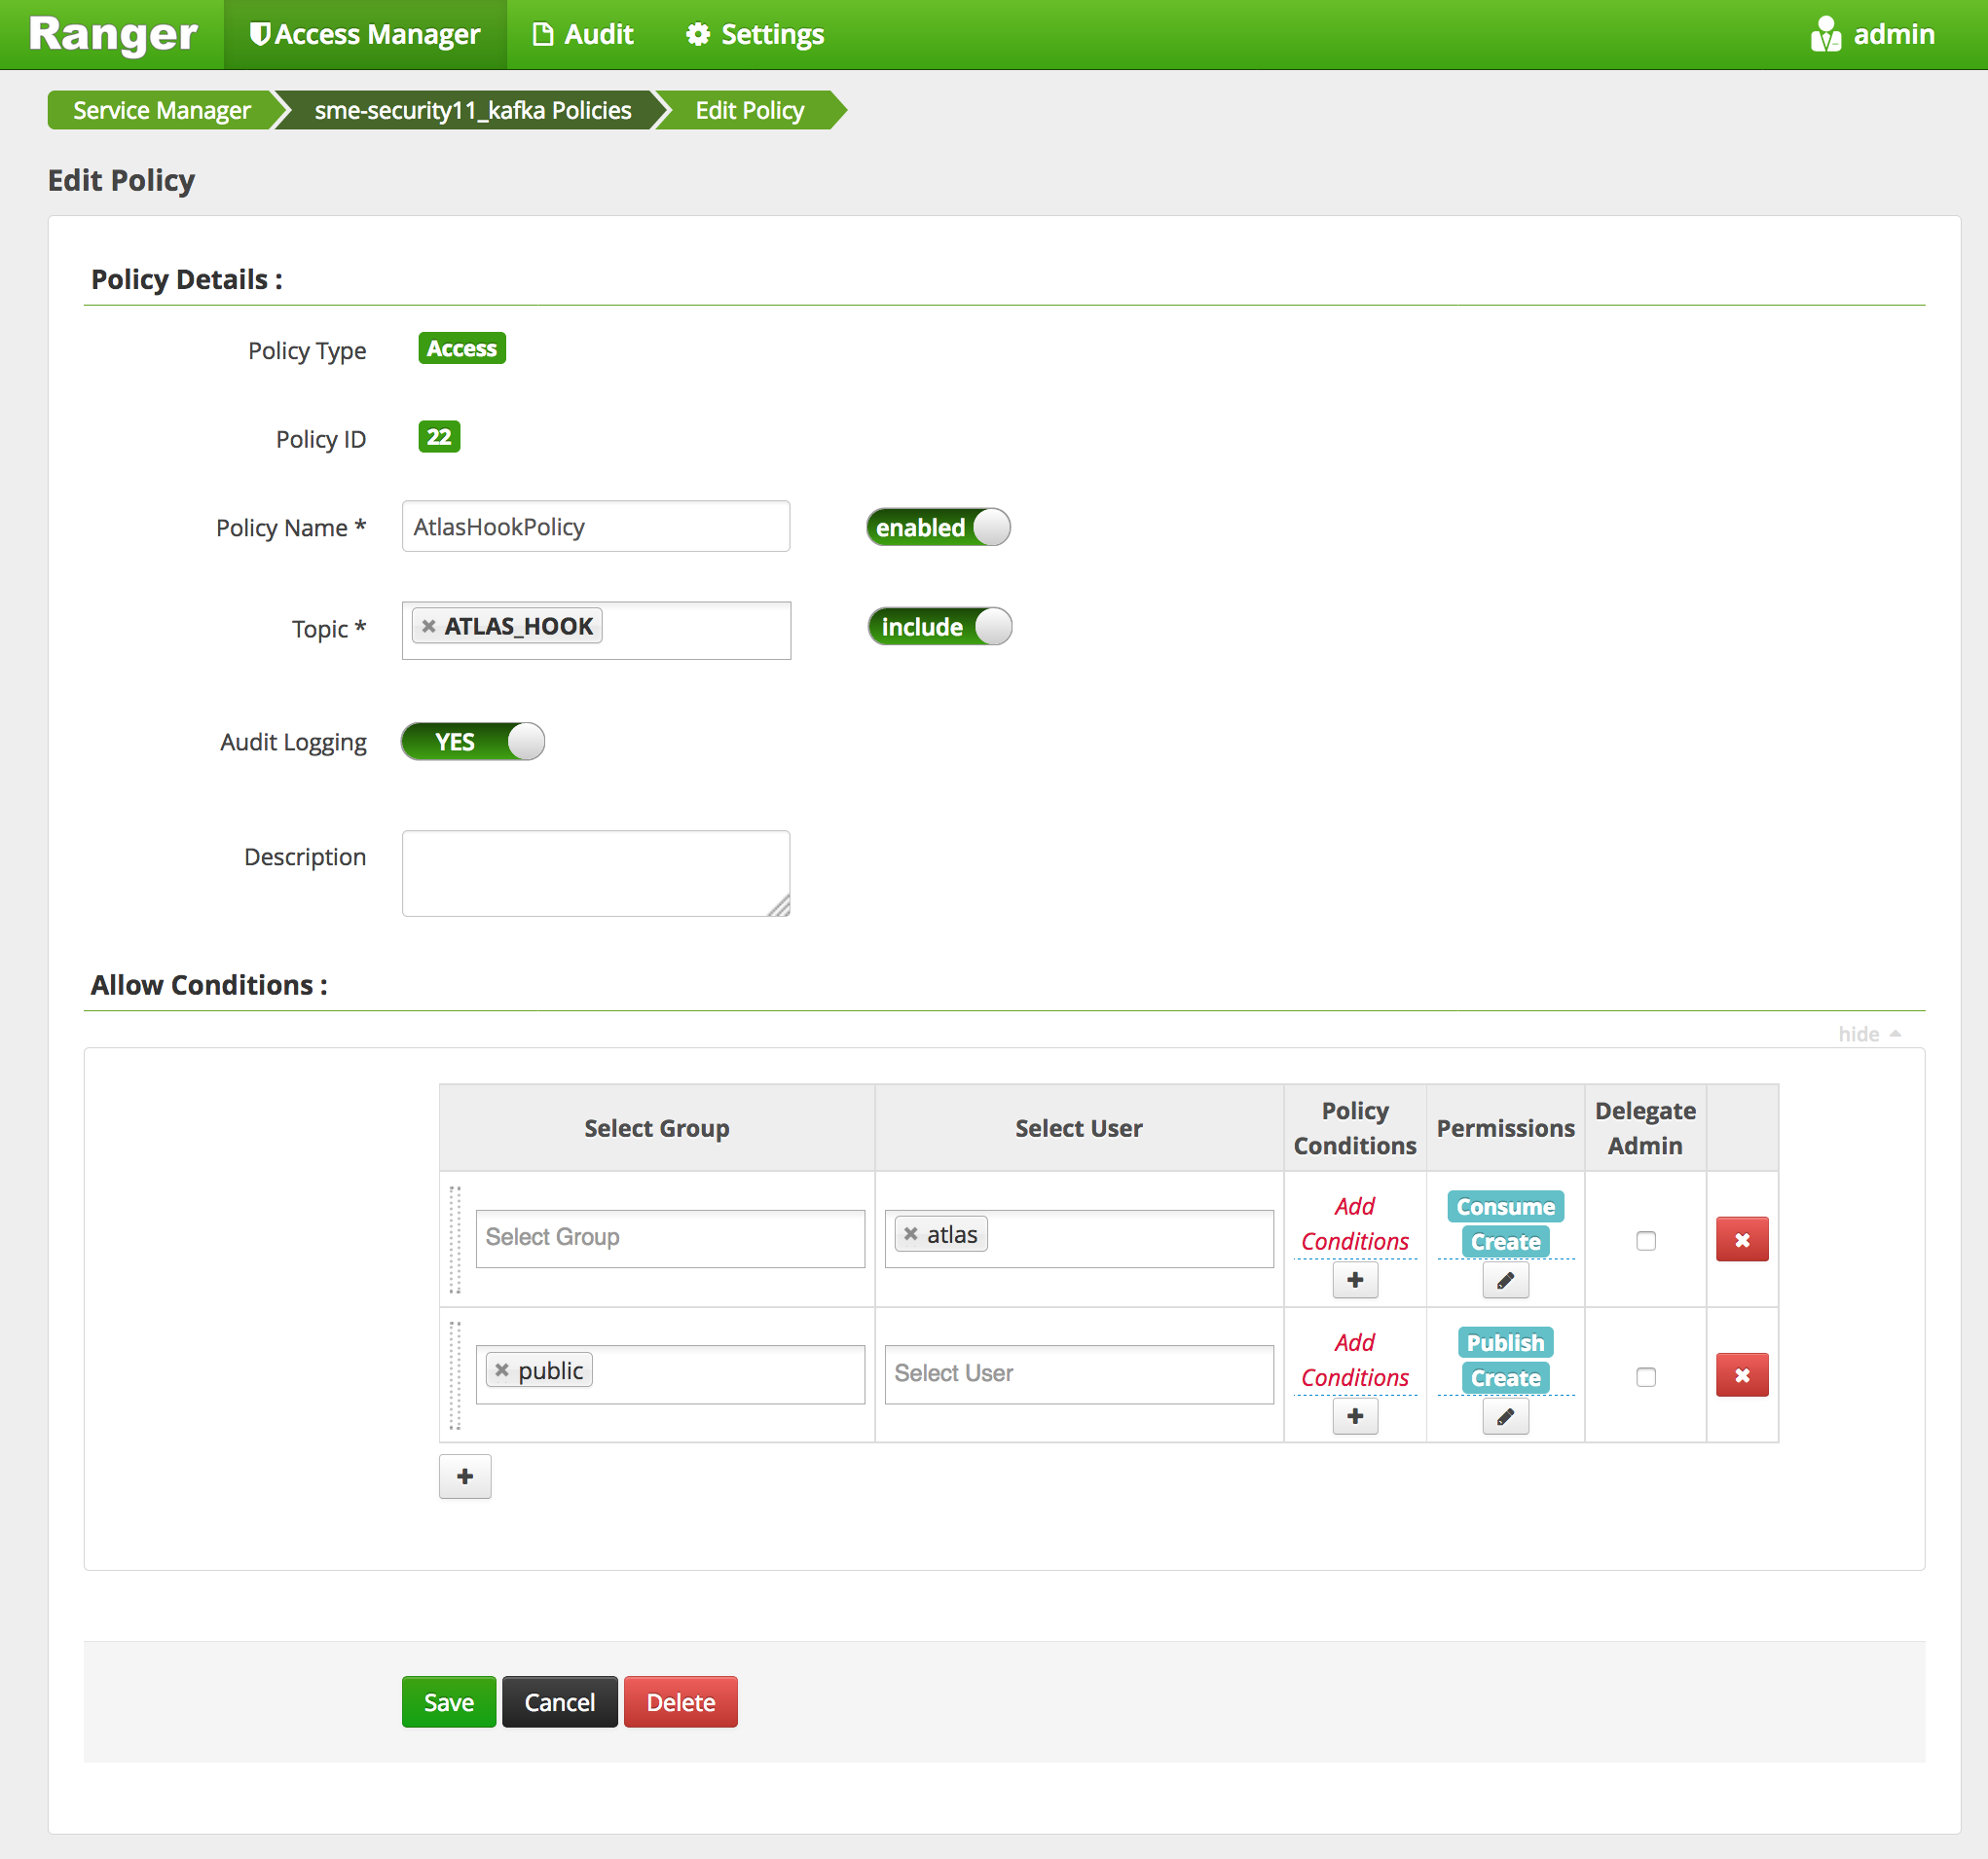 Ranger Access Manager Audit Settings admin
Service Manager sme-security11_kafka Policies Edit Policy
Edit Policy
Policy Details :
Policy Type Access
Policy ID 22
Policy Name * AtlasHookPolicy enabled
Topic * ATLAS_HOOK include
Audit Logging YES
Description
Allow Conditions :
hide
Select Group Select User Policy Conditions Permissions Delegate Admin
Select Group atlas Add Conditions Consume Create
public Select User Add Conditions Publish Create
Save Cancel Delete